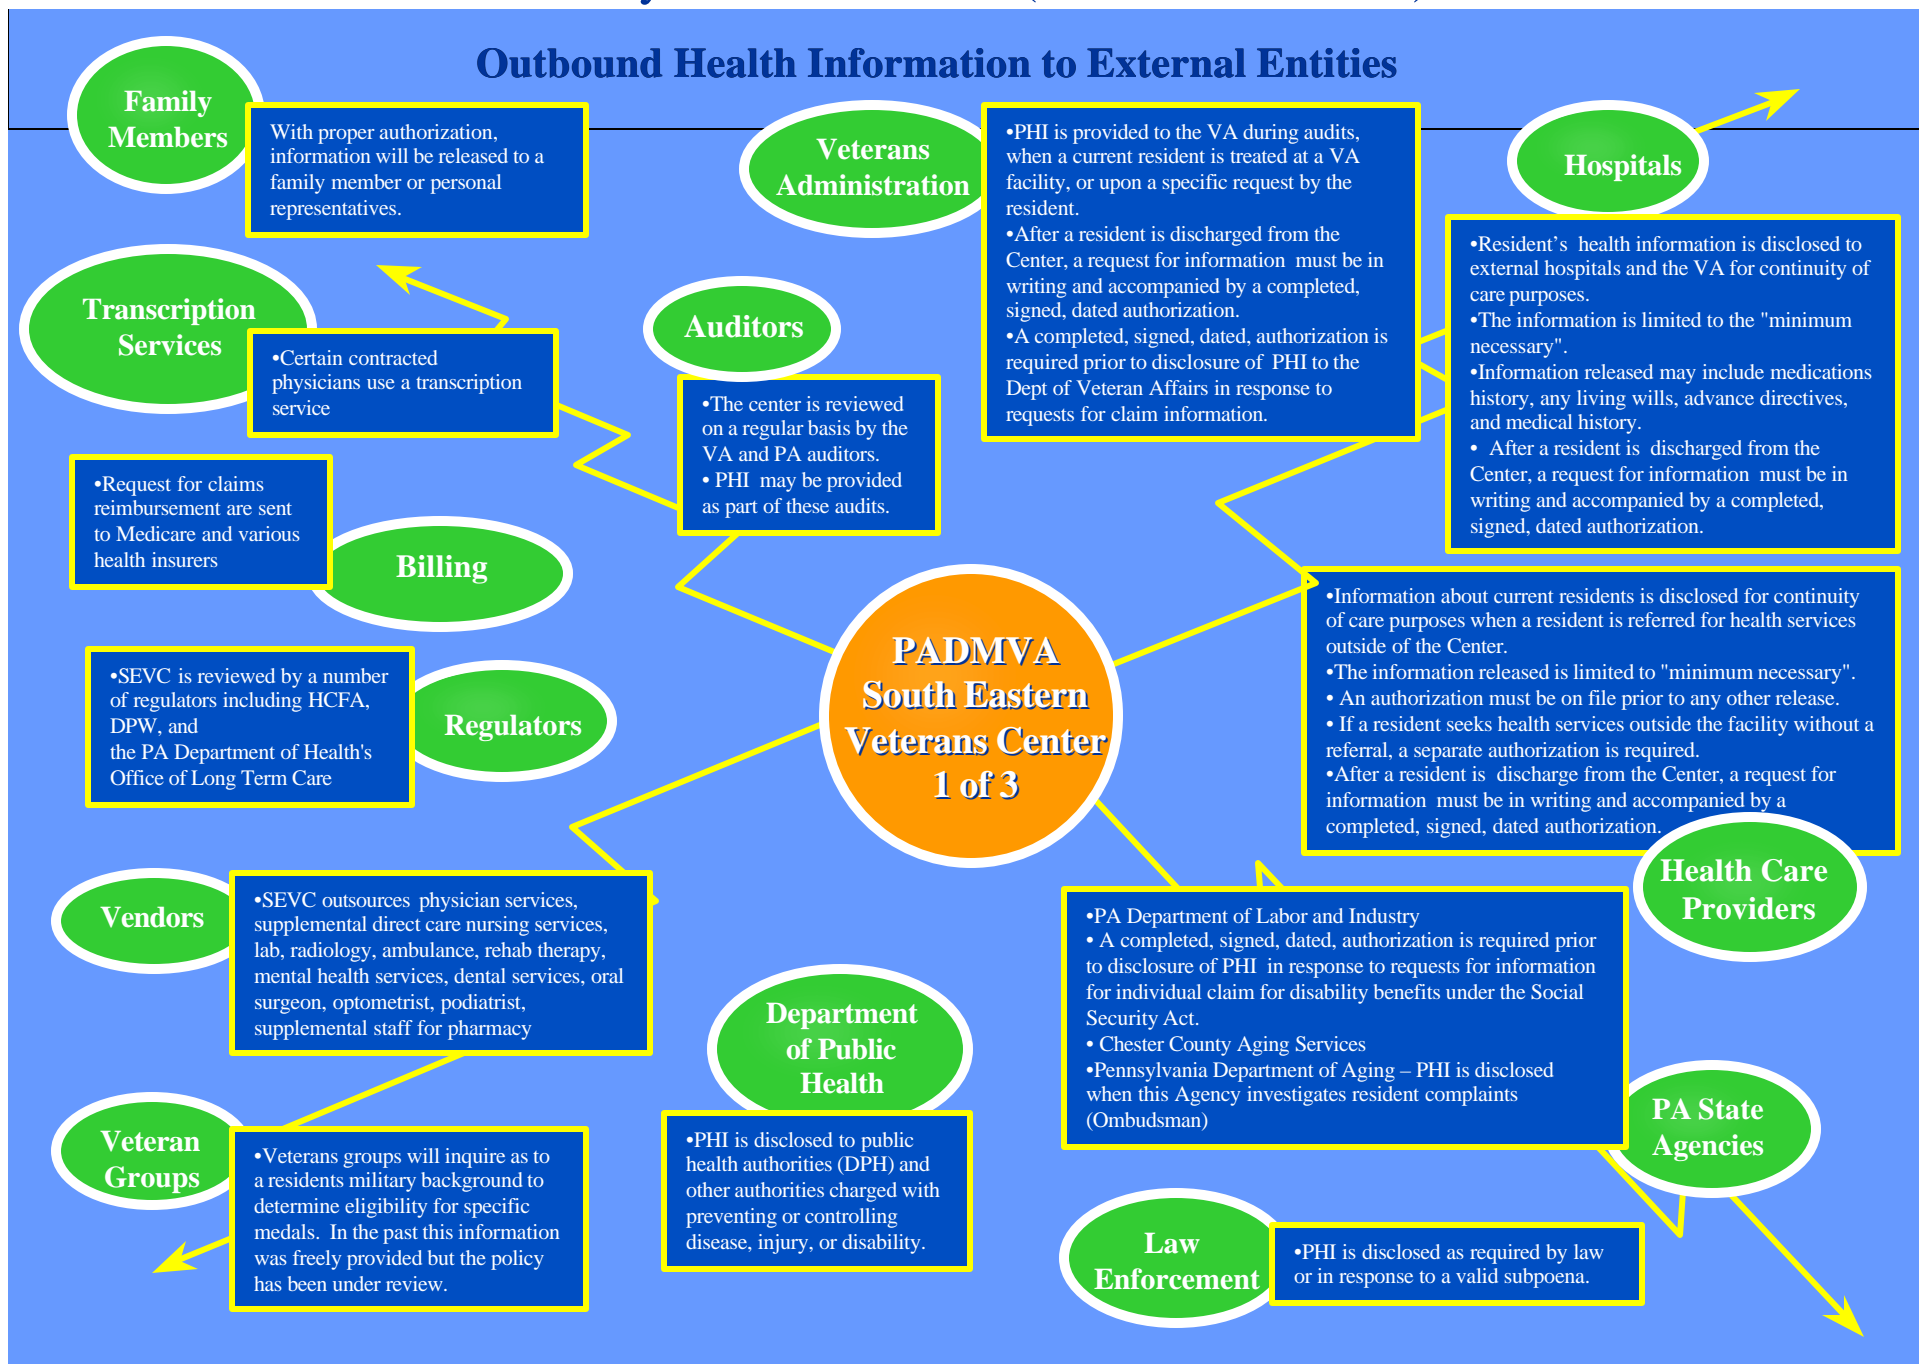 Outbound Health Information to External Entities
Family
Members
With proper authorization,
information will be released to a
family member or personal
representatives.
Veterans
Administration
•PHI is provided to the VA during audits,
when a current resident is treated at a VA
facility, or upon a specific request by the
resident.
•After a resident is discharged from the
Center, a request for information must be in
writing and accompanied by a completed,
signed, dated authorization.
•A completed, signed, dated, authorization is
required prior to disclosure of PHI to the
Dept of Veteran Affairs in response to
requests for claim information.
Hospitals
•Resident’s health information is disclosed to
external hospitals and the VA for continuity of
care purposes.
•The information is limited to the "minimum
necessary".
•Information released may include medications
history, any living wills, advance directives,
and medical history.
• After a resident is discharged from the
Center, a request for information must be in
writing and accompanied by a completed,
signed, dated authorization.
Transcription
Services
•Certain contracted
physicians use a transcription
service
Auditors
•The center is reviewed
on a regular basis by the
VA and PA auditors.
• PHI may be provided
as part of these audits.
•Request for claims
reimbursement are sent
to Medicare and various
health insurers
Billing
•SEVC is reviewed by a number
of regulators including HCFA,
DPW, and
the PA Department of Health's
Office of Long Term Care
Regulators
PADMVA
South Eastern
Veterans Center
1 of 3
•Information about current residents is disclosed for continuity
of care purposes when a resident is referred for health services
outside of the Center.
•The information released is limited to "minimum necessary".
• An authorization must be on file prior to any other release.
• If a resident seeks health services outside the facility without a
referral, a separate authorization is required.
•After a resident is discharge from the Center, a request for
information must be in writing and accompanied by a
completed, signed, dated authorization.
Health Care
Providers
Vendors
•SEVC outsources physician services,
supplemental direct care nursing services,
lab, radiology, ambulance, rehab therapy,
mental health services, dental services, oral
surgeon, optometrist, podiatrist,
supplemental staff for pharmacy
Department
of Public
Health
•PHI is disclosed to public
health authorities (DPH) and
other authorities charged with
preventing or controlling
disease, injury, or disability.
•PA Department of Labor and Industry
• A completed, signed, dated, authorization is required prior
to disclosure of PHI in response to requests for information
for individual claim for disability benefits under the Social
Security Act.
• Chester County Aging Services
•Pennsylvania Department of Aging – PHI is disclosed
when this Agency investigates resident complaints
(Ombudsman)
PA State
Agencies
Veteran
Groups
•Veterans groups will inquire as to
a residents military background to
determine eligibility for specific
medals. In the past this information
was freely provided but the policy
has been under review.
Law
Enforcement
•PHI is disclosed as required by law
or in response to a valid subpoena.